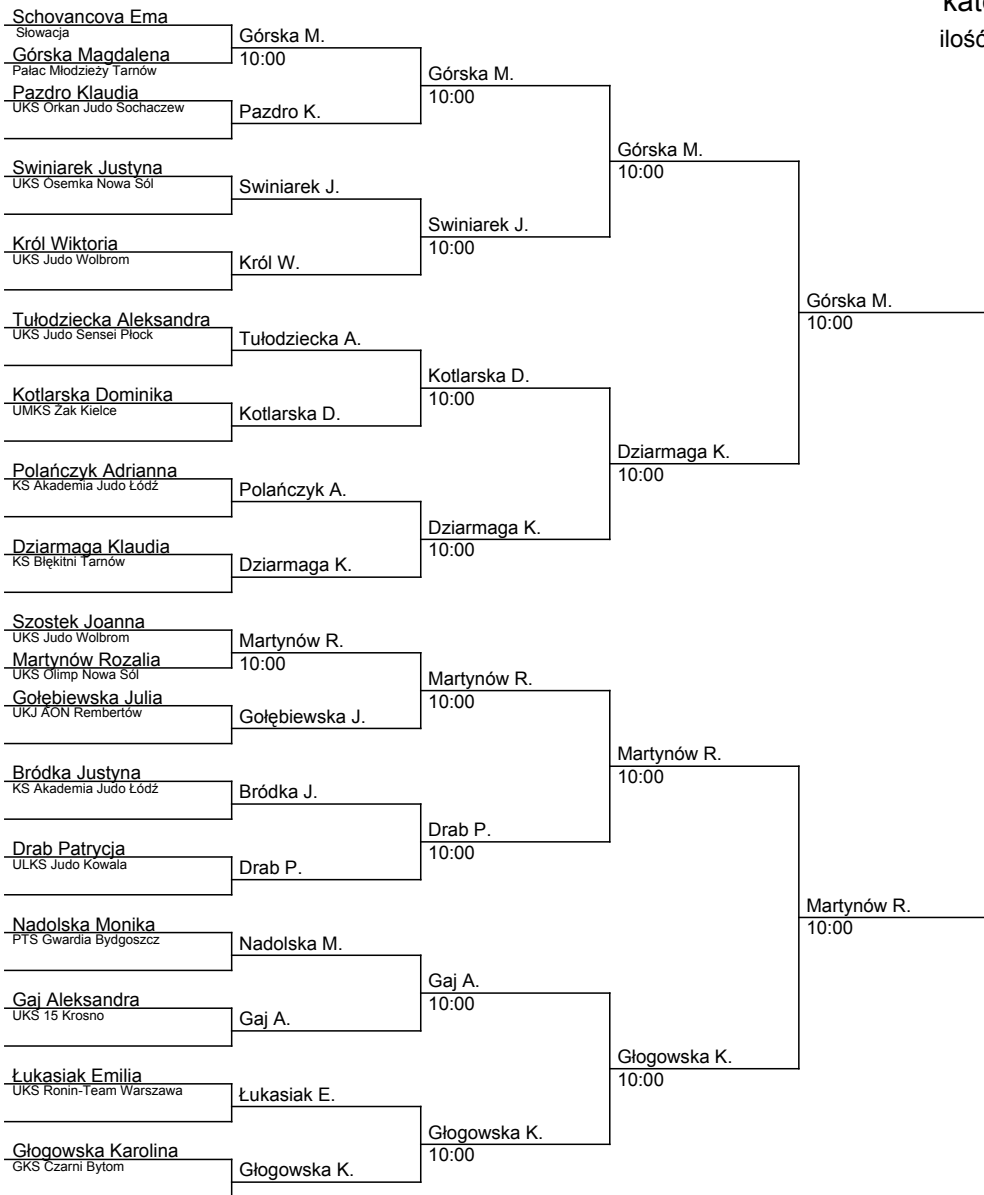 kat
ilość
Schovancova Ema
Słowacja
Górska M.
10:00
Górska Magdalena
Pałac Młodzieży Tarnów
Górska M.
10:00
Pazdro Klaudia
UKS Orkan Judo Sochaczew
Pazdro K.
Górska M.
10:00
Swiniarek Justyna
UKS Ósemka Nowa Sól
Swiniarek J.
Swiniarek J.
10:00
Król Wiktoria
UKS Judo Wolbrom
Król W.
Górska M.
10:00
Tułodziecka Aleksandra
UKS Judo Sensei Płock
Tułodziecka A.
Kotlarska D.
10:00
Kotlarska Dominika
UMKS Żak Kielce
Kotlarska D.
Dziarmaga K.
10:00
Polańczyk Adrianna
KS Akademia Judo Łódź
Polańczyk A.
Dziarmaga K.
10:00
Dziarmaga Klaudia
KS Błękitni Tarnów
Dziarmaga K.
Szostek Joanna
UKS Judo Wolbrom
Martynów R.
10:00
Martynów Rozalia
UKS Olimp Nowa Sól
Martynów R.
10:00
Gołębiewska Julia
UKJ AON Rembertów
Gołębiewska J.
Martynów R.
10:00
Bródka Justyna
KS Akademia Judo Łódź
Bródka J.
Drab P.
10:00
Drab Patrycja
ULKS Judo Kowala
Drab P.
Martynów R.
10:00
Nadolska Monika
PTS Gwardia Bydgoszcz
Nadolska M.
Gaj A.
10:00
Gaj Aleksandra
UKS 15 Krosno
Gaj A.
Głogowska K.
10:00
Łukasiak Emilia
UKS Ronin-Team Warszawa
Łukasiak E.
Głogowska K.
10:00
Głogowska Karolina
GKS Czarni Bytom
Głogowska K.